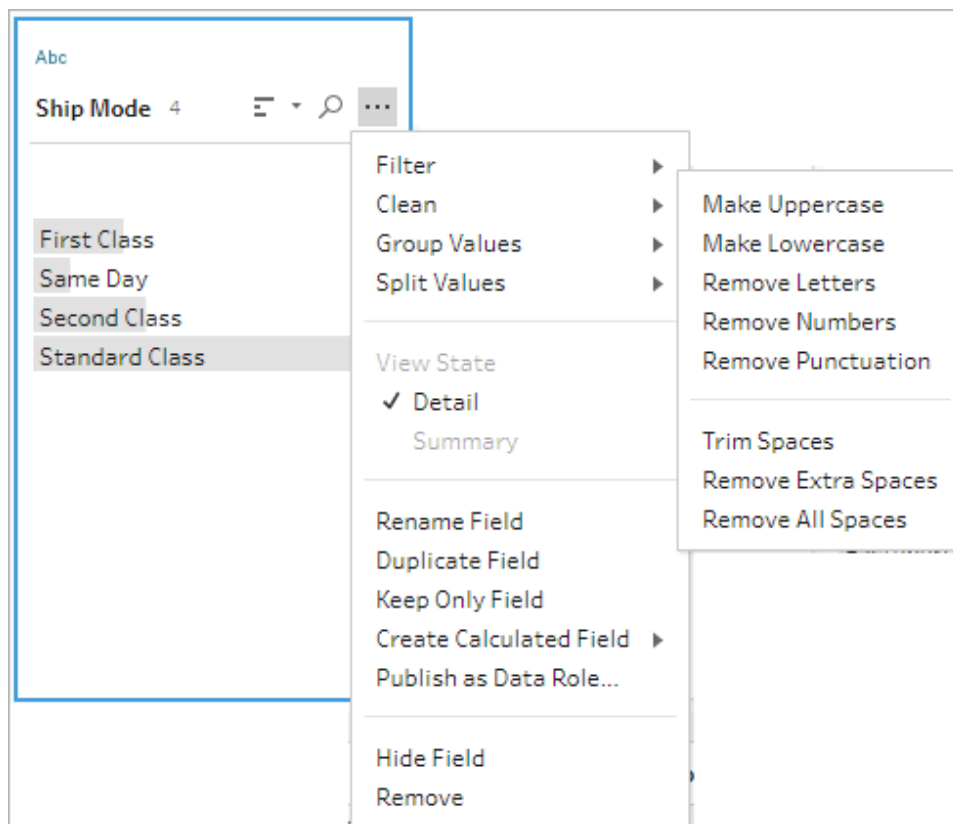 Abc
Ship Mode 4
First Class
Same Day
Second Class
Standard Class
Filter
Clean
Group Values
Split Values
View State
Detail
Summary
Rename Field
Duplicate Field
Keep Only Field
Create Calculated Field
Publish as Data Role...
Hide Field
Remove
Make Uppercase
Make Lowercase
Remove Letters
Remove Numbers
Remove Punctuation
Trim Spaces
Remove Extra Spaces
Remove All Spaces